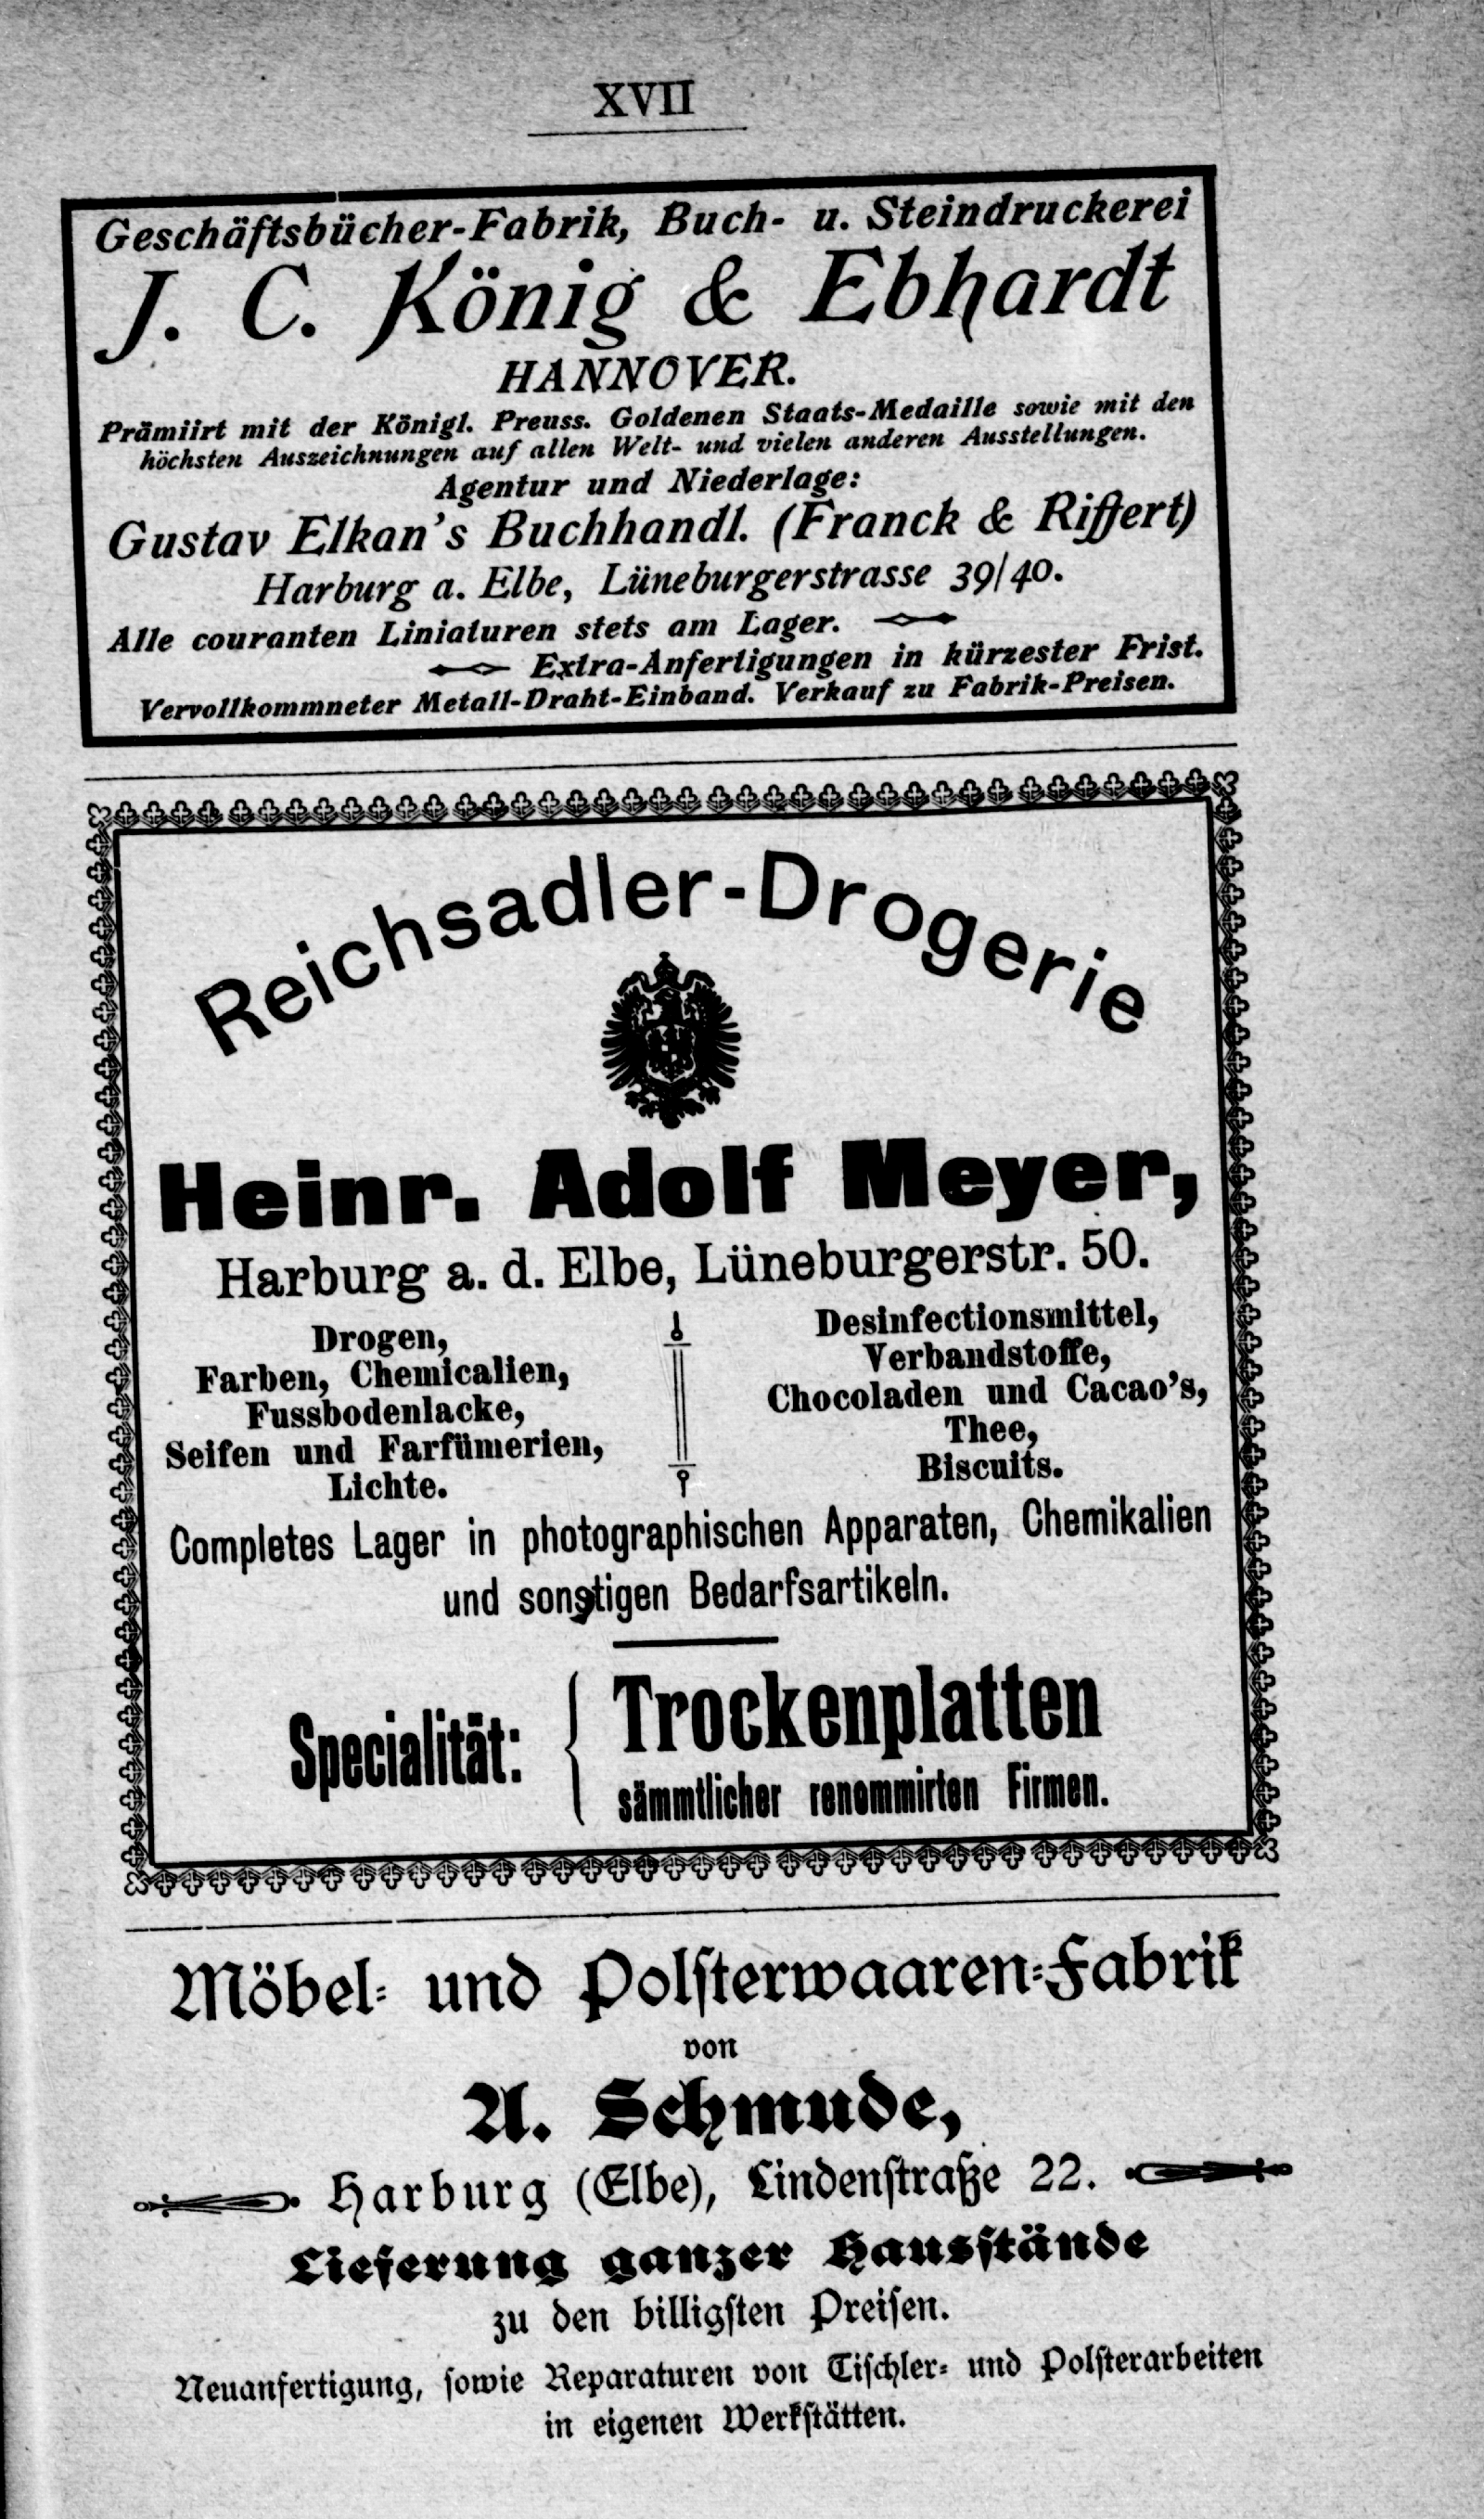 XVII
Geschäftsbücher-Fabrik, Buch- u. Steindruckerei
J. C. König & Ebhardt
HANNOVER.
Prämiirt mit der Königl. Preuss. Goldenen Staats-Medaille sowie mit den
höchsten Auszeichnungen auf allen Welt- und vielen anderen Ausstellungen.
Agentur und Niederlage:
Gustav Elkan's Buchhandl. (Franck & Riffert)
Harburg a. Elbe, Lüneburgerstrasse 39/40.
Alle couranten Liniaturen stets am Lager.
Extra-Anfertigungen in kürzester Frist.
Vervollkommneter Metall-Draht-Einband. Verkauf zu Fabrik-Preisen.
Reichsadler-Drogerie
Heinr. Adolf Meyer,
Harburg a. d. Elbe, Lüneburgerstr. 50.
Drogen,
Farben, Chemicalien,
Fussbodenlacke,
Seifen und Farfümerien,
Lichte.
Desinfectionsmittel,
Verbandstoffe,
Chocoladen und Cacao's,
Thee,
Biscuits.
Completes Lager in photographischen Apparaten, Chemikalien
und sonstigen Bedarfsartikeln.
Specialität:
Trockenplatten
sämmtlicher renommirten Firmen.
Möbel- und Polsterwaaren-Fabrik
von
A. Schmude,
Harburg (Elbe), Lindenstraße 22.
Lieferung ganzer Hausstände
zu den billigsten Preisen.
Neuanfertigung, sowie Reparaturen von Tischler- und Polsterarbeiten
in eigenen Werkstätten.